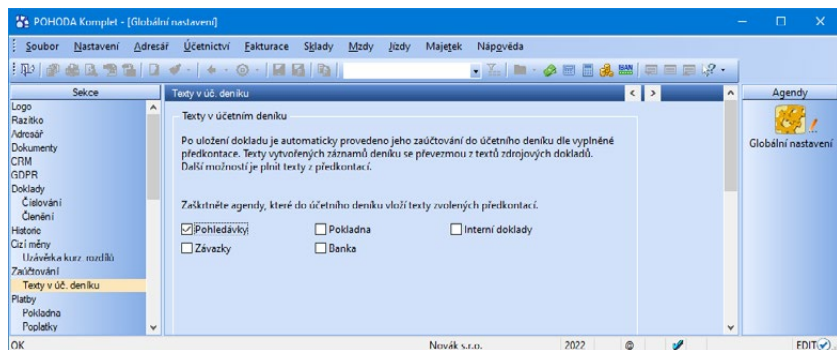 POHODA Komplet - [Globální nastavení]
Soubor Nastavení Adresář Účetnictví Fakturace Sklady Mzdy Jízdy Majetek Nápověda
Sekce
Logo
Razítko
Adresář
Dokumenty
CRM
GDPR
Doklady
Číslování
Členění
Historie
Cizí měny
Uzávěrka kurz. rozdílů
Zaúčtování
Texty v úč. deníku
Platby
Pokladna
Poplatky
Texty v úč. deníku
Texty v účetním deníku
Po uložení dokladu je automaticky provedeno jeho zaúčtování do účetního deníku dle vyplněné
předkontace. Texty vytvořených záznamů deníku se převezmou z textů zdrojových dokladů.
Další možností je plnit texty z předkontací.
Zaškrtněte agendy, které do účetního deníku vloží texty zvolených předkontací.
Pohledávky Pokladna Interní doklady
Závazky Banka
Agendy
Globální nastavení
OK Novák s.r.o. 2022 @ EDIT